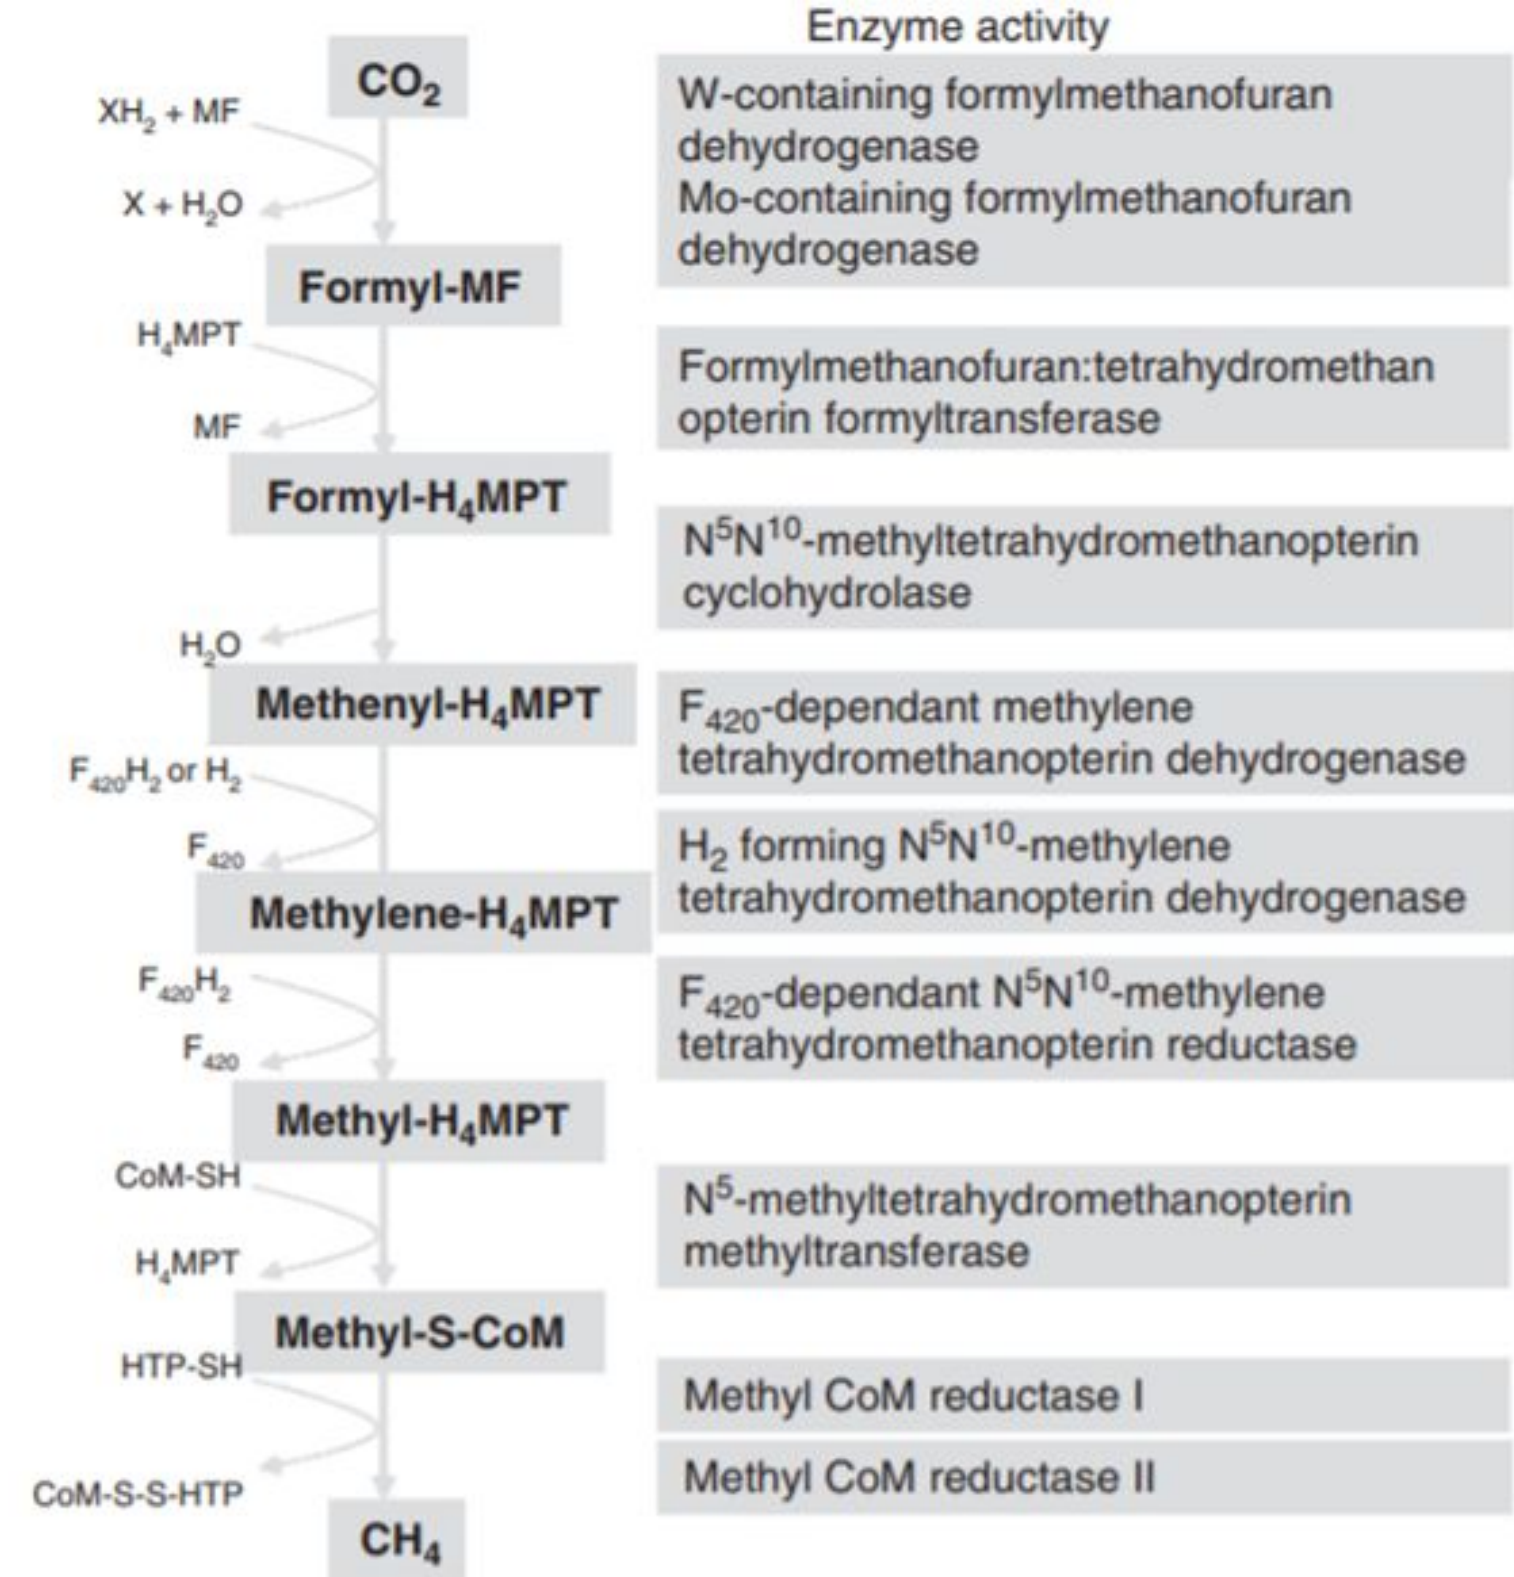 Enzyme activity
CO₂
XH₂ + MF
X + H₂O
W-containing formylmethanofuran
dehydrogenase
Mo-containing formylmethanofuran
dehydrogenase
Formyl-MF
H₄MPT
MF
Formylmethanofuran:tetrahydromethan
opterin formyltransferase
Formyl-H₄MPT
H₂O
N⁵N¹⁰-methyltetrahydromethanopterin
cyclohydrolase
Methenyl-H₄MPT
F₄₂₀H₂ or H₂
F₄₂₀
F₄₂₀-dependant methylene
tetrahydromethanopterin dehydrogenase
H₂ forming N⁵N¹⁰-methylene
tetrahydromethanopterin dehydrogenase
Methylene-H₄MPT
F₄₂₀H₂
F₄₂₀
F₄₂₀-dependant N⁵N¹⁰-methylene
tetrahydromethanopterin reductase
Methyl-H₄MPT
CoM-SH
H₄MPT
N⁵-methyltetrahydromethanopterin
methyltransferase
Methyl-S-CoM
HTP-SH
CoM-S-S-HTP
Methyl CoM reductase I
Methyl CoM reductase II
CH₄